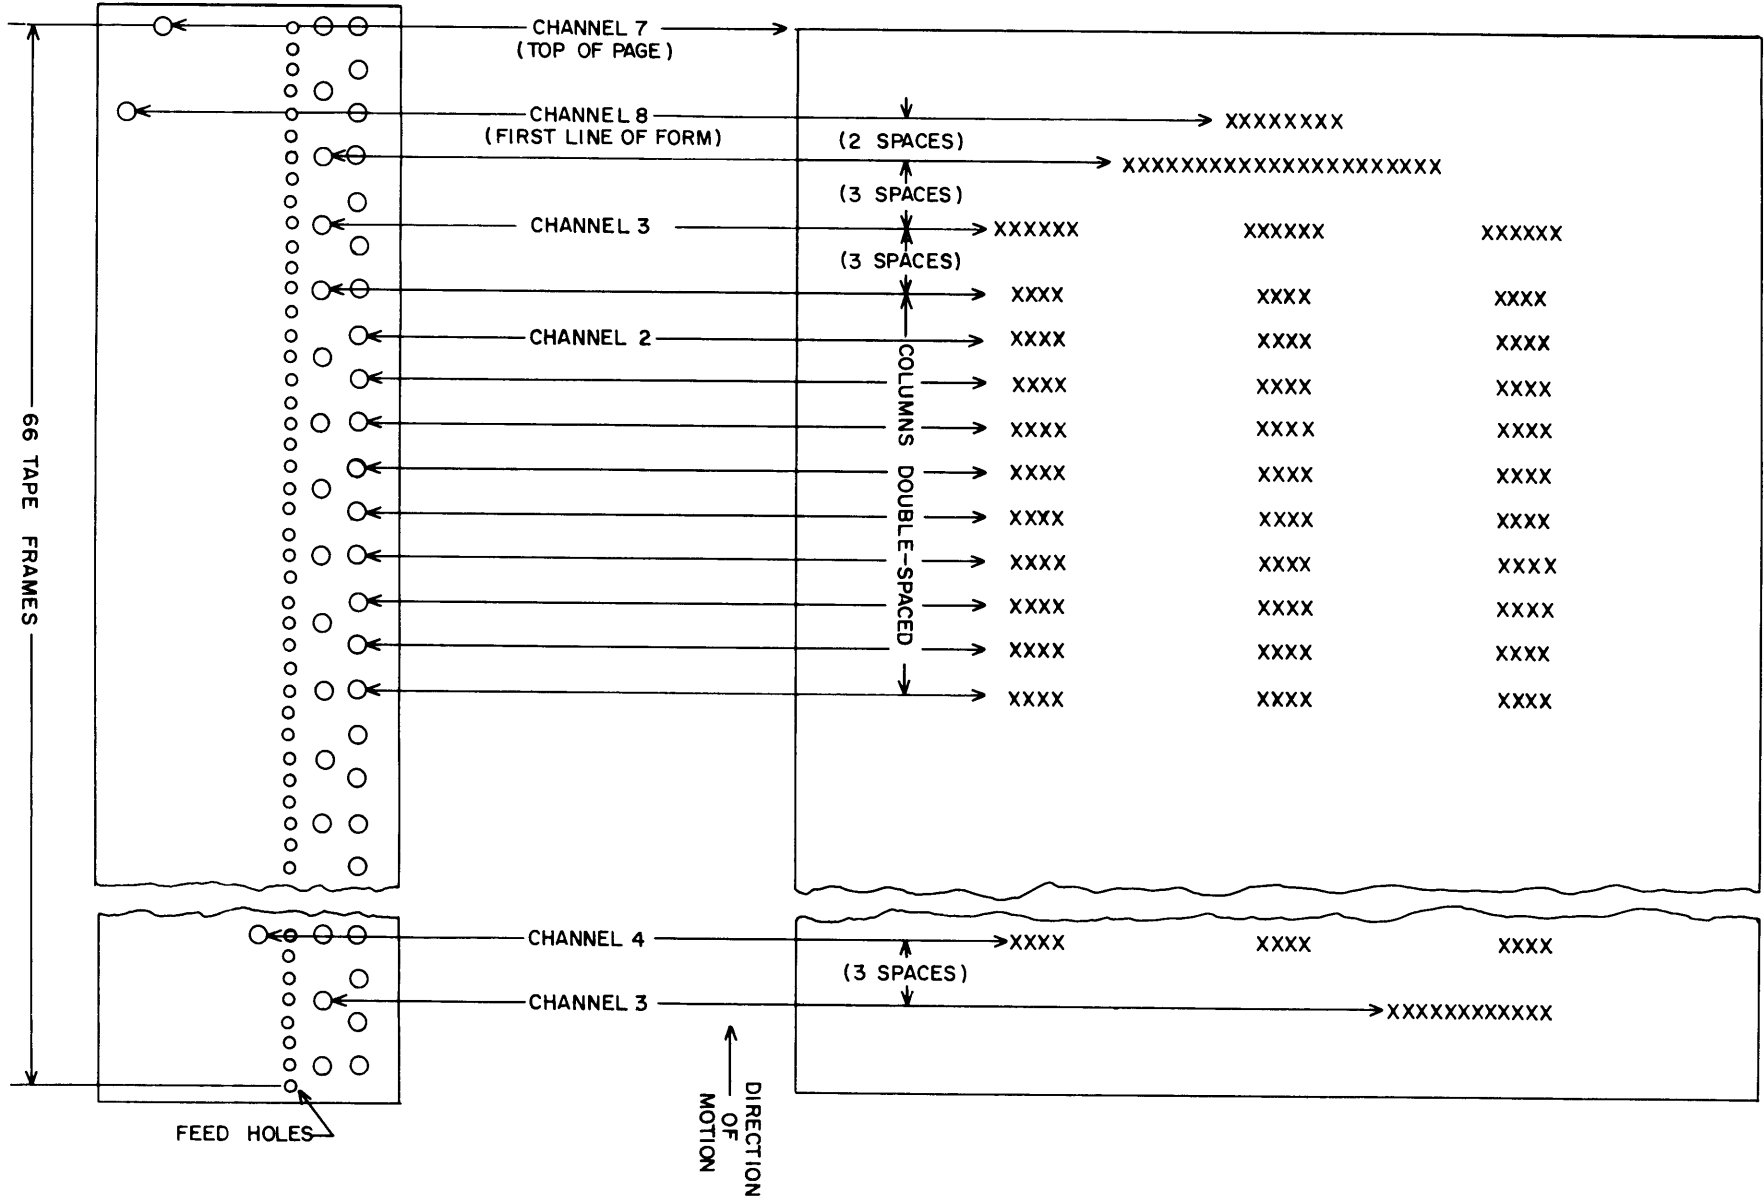 CHANNEL 7
(TOP OF PAGE)
CHANNEL 8
(FIRST LINE OF FORM)
XXXXXXXX
(2 SPACES)
XXXXXXXXXXXXXXXXXXXXXX
(3 SPACES)
CHANNEL 3
XXXXXX XXXXXX XXXXXX
(3 SPACES)
XXXX XXXX XXXX
CHANNEL 2
XXXX XXXX XXXX
XXXX XXXX XXXX
XXXX XXXX XXXX
XXXX XXXX XXXX
XXXX XXXX XXXX
XXXX XXXX XXXX
XXXX XXXX XXXX
XXXX XXXX XXXX
XXXX XXXX XXXX
COLUMNS DOUBLE-SPACED
66 TAPE FRAMES
CHANNEL 4
XXXX XXXX XXXX
(3 SPACES)
CHANNEL 3
XXXXXXXXXXXX
DIRECTION
OF
MOTION
FEED HOLES